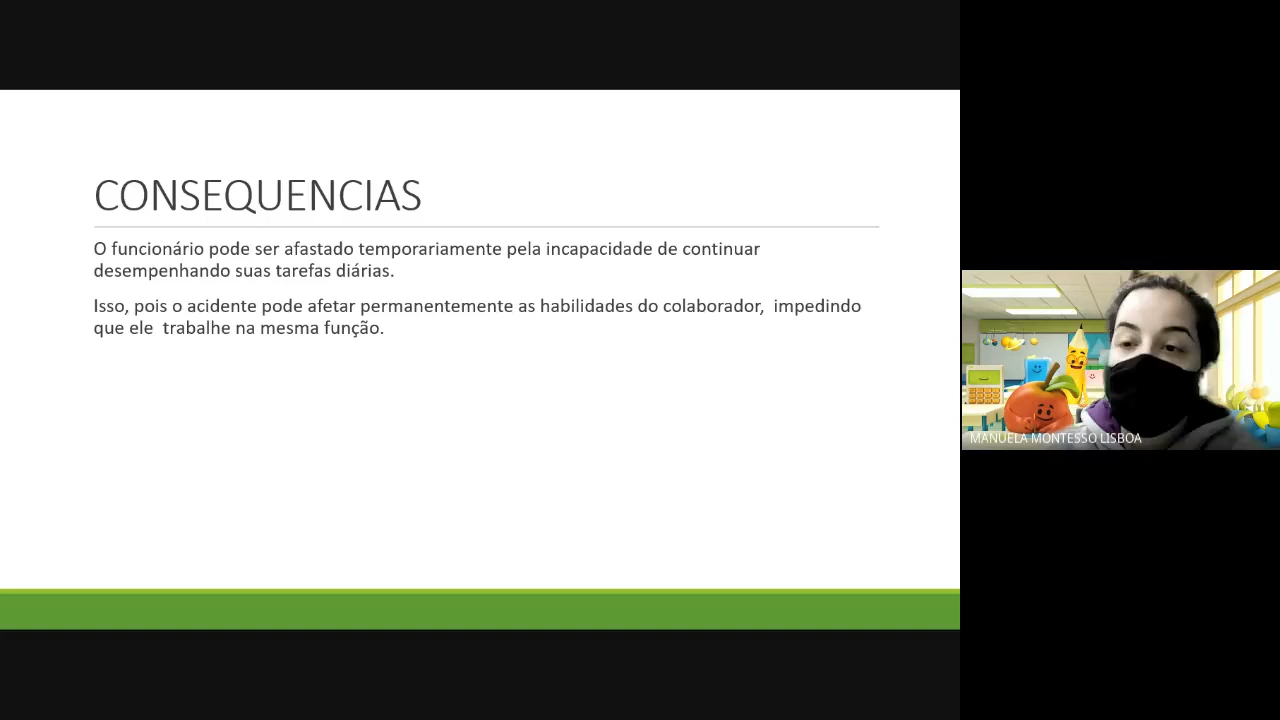 CONSEQUENCIAS
O funcionário pode ser afastado temporariamente pela incapacidade de continuar
desempenhando suas tarefas diárias.
Isso, pois o acidente pode afetar permanentemente as habilidades do colaborador,  impedindo
que ele  trabalhe na mesma função.
MANUELA MONTESSO LISBOA